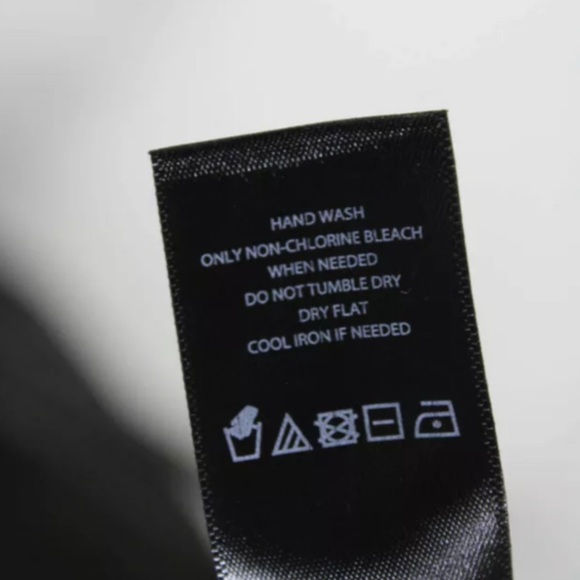 HAND WASH
ONLY NON-CHLORINE BLEACH
WHEN NEEDED
DO NOT TUMBLE DRY
DRY FLAT
COOL IRON IF NEEDED